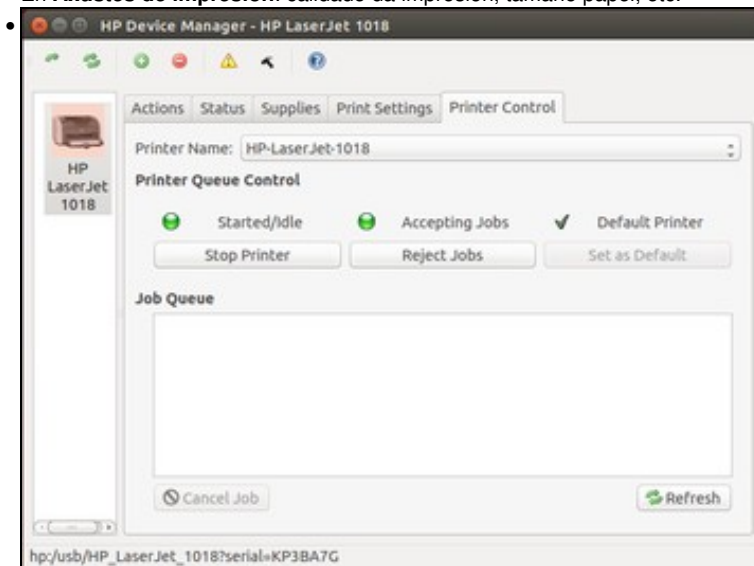 En Axustes de impresión: calidade da impresión, tamaño papel, etc.
HP Device Manager - HP LaserJet 1018
Actions Status Supplies Print Settings Printer Control
Printer Name: HP-LaserJet-1018
HP
LaserJet
1018
Printer Queue Control
Started/Idle Accepting Jobs Default Printer
Stop Printer Reject Jobs Set as Default
Job Queue
Cancel Job Refresh
hp:/usb/HP_LaserJet_1018?serial=KP3BA7G